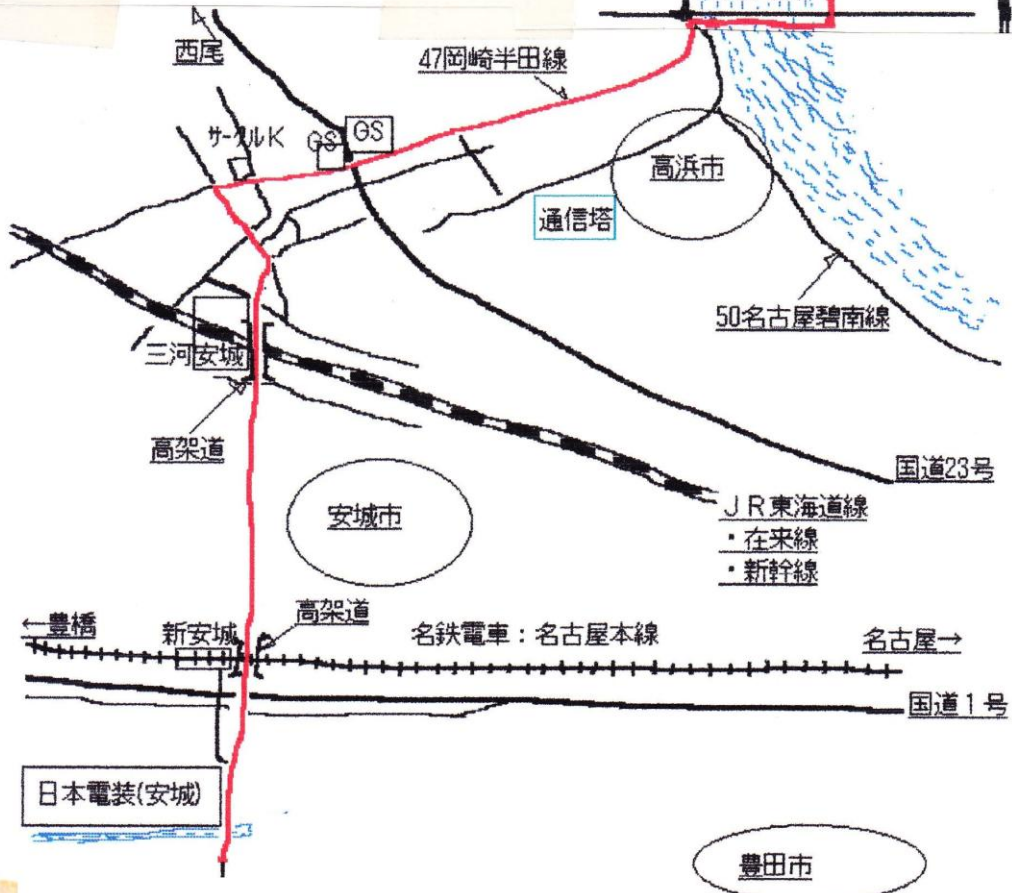 西尾
47岡崎半田線
サークルK
GS
GS
高浜市
通信塔
50名古屋碧南線
三河安城
高架道
国道23号
JR東海道線
・在来線
・新幹線
安城市
←豊橋
新安城
高架道
名鉄電車:名古屋本線
名古屋→
国道1号
日本電装(安城)
豊田市